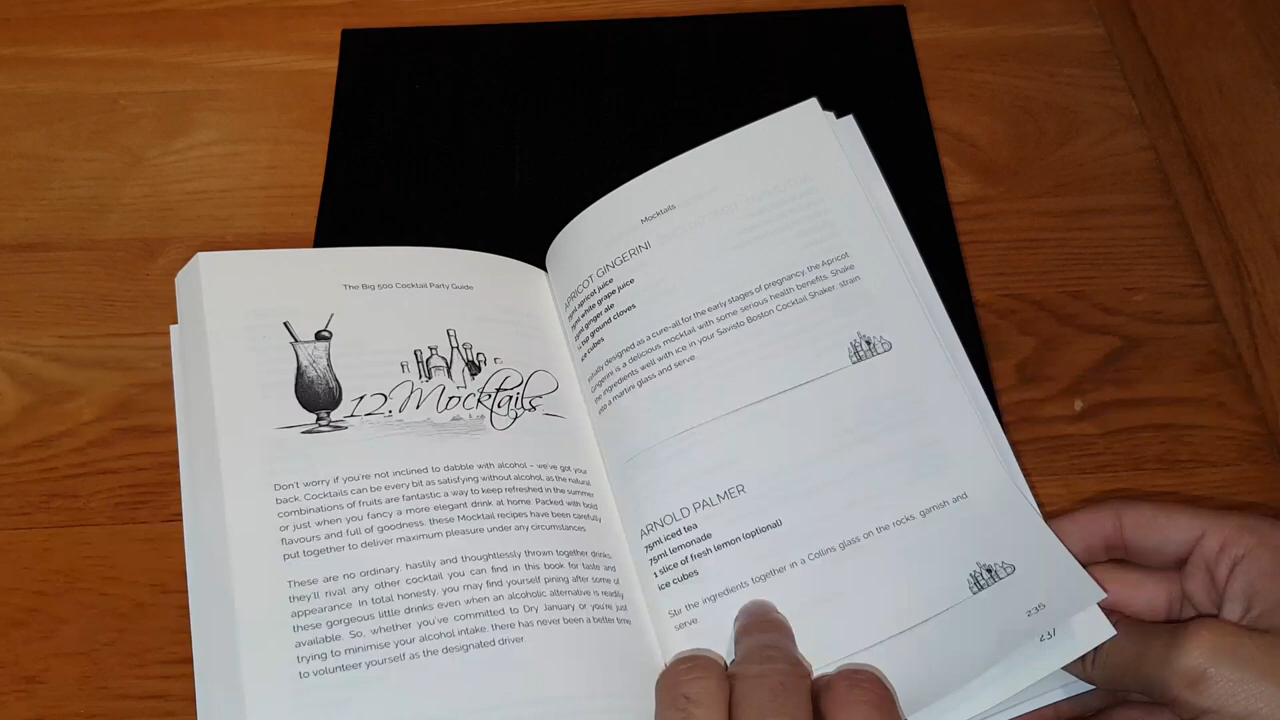 The Big 500 Cocktail Party Guide
12. Mocktails
Don't worry if you're not inclined to dabble with alcohol – we've got your
back. Cocktails can be every bit as satisfying without alcohol, as the natural
combinations of fruits are fantastic a way to keep refreshed in the summer
or just when you fancy a more elegant drink at home. Packed with bold
flavours and full of goodness, these Mocktail recipes have been carefully
put together to deliver maximum pleasure under any circumstances.
These are no ordinary, hastily and thoughtlessly thrown together drinks,
they'll rival any other cocktail you can find in this book for taste and
appearance. In total honesty, you may find yourself pining after some of
these gorgeous little drinks even when an alcoholic alternative is readily
available. So, whether you've committed to Dry January or you're just
trying to minimise your alcohol intake, there has never been a better time
to volunteer yourself as the designated driver.
Mocktails
APRICOT GINGERINI
75ml apricot juice
75ml white grape juice
ginger ale
tsp ground cloves
ice cubes
designed as a cure-all for the early stages of pregnancy, the Apricot
Gingerini is a delicious mocktail with some serious health benefits. Shake
the ingredients well with ice in your Savisto Boston Cocktail Shaker, strain
into a martini glass and serve.
ARNOLD PALMER
75ml iced tea
75ml lemonade
1 slice of fresh lemon (optional)
ice cubes
Stir the ingredients together in a Collins glass on the rocks, garnish and
serve.
235